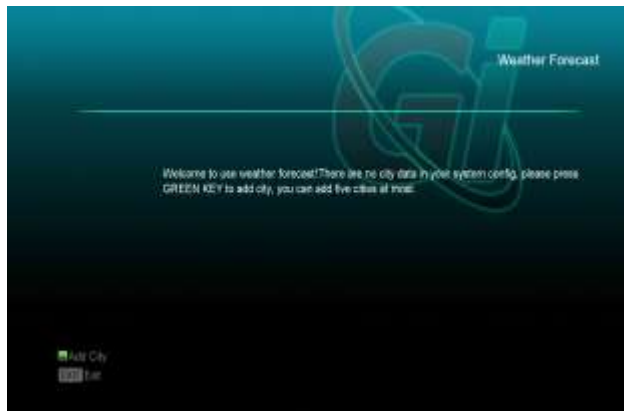 Weather Forecast
Welcome to use weather forecast!There are no city data in your system config, please press
GREEN KEY to add city, you can add five cities at most.
Add City
EXIT Exit